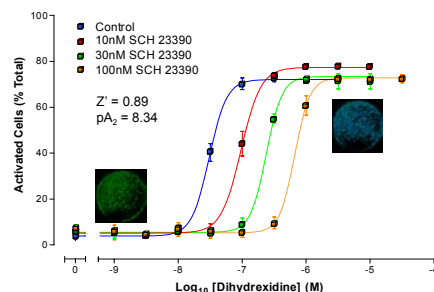 100
80
60
40
20
0
Activated Cells (% Total)
Control
10nM SCH 23390
30nM SCH 23390
100nM SCH 23390
Z' = 0.89
pA₂ = 8.34
0 -9 -8 -7 -6 -5 -4
Log₁₀ [Dihydrexidine] (M)